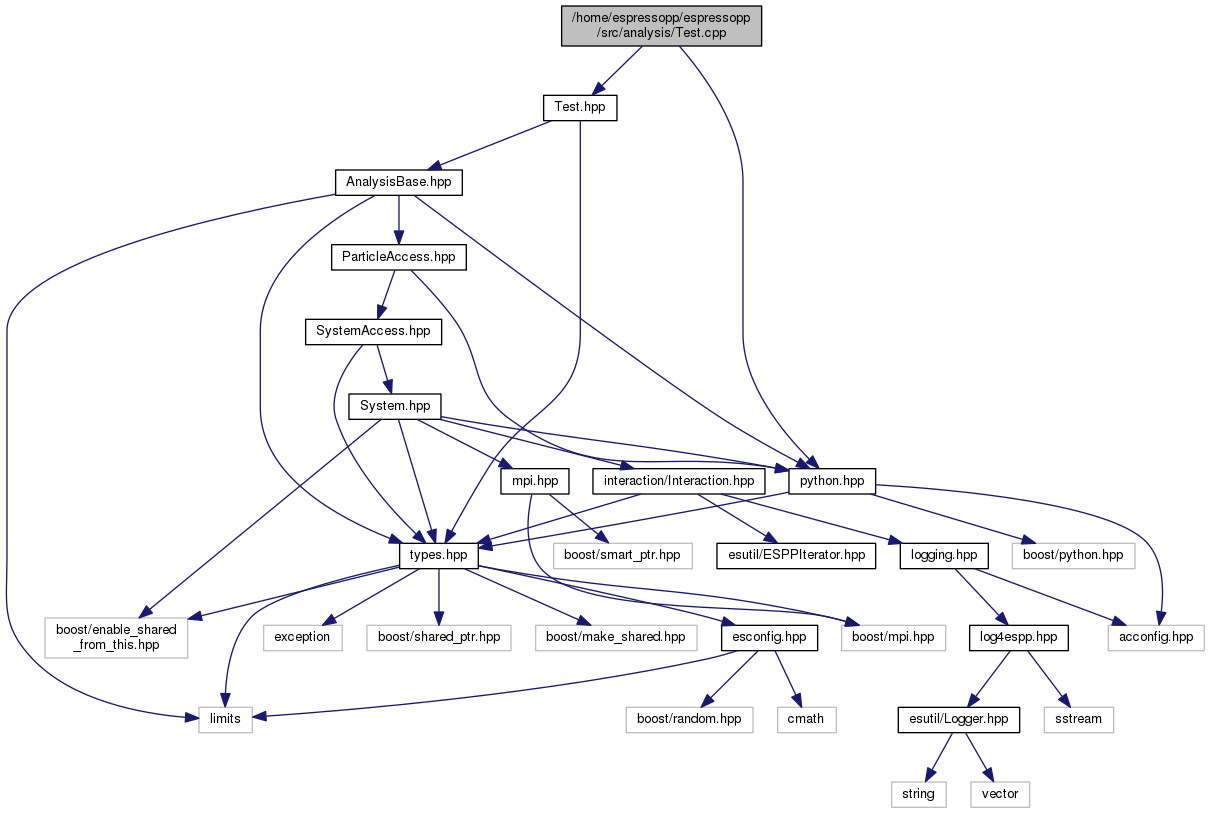 /home/espressopp/espressopp
/src/analysis/Test.cpp
Test.hpp
AnalysisBase.hpp
ParticleAccess.hpp
SystemAccess.hpp
System.hpp
mpi.hpp
interaction/Interaction.hpp
python.hpp
types.hpp
boost/smart_ptr.hpp
esutil/ESPPIterator.hpp
logging.hpp
boost/python.hpp
boost/enable_shared
_from_this.hpp
exception
boost/shared_ptr.hpp
boost/make_shared.hpp
esconfig.hpp
boost/mpi.hpp
log4espp.hpp
acconfig.hpp
limits
boost/random.hpp
cmath
esutil/Logger.hpp
sstream
string
vector